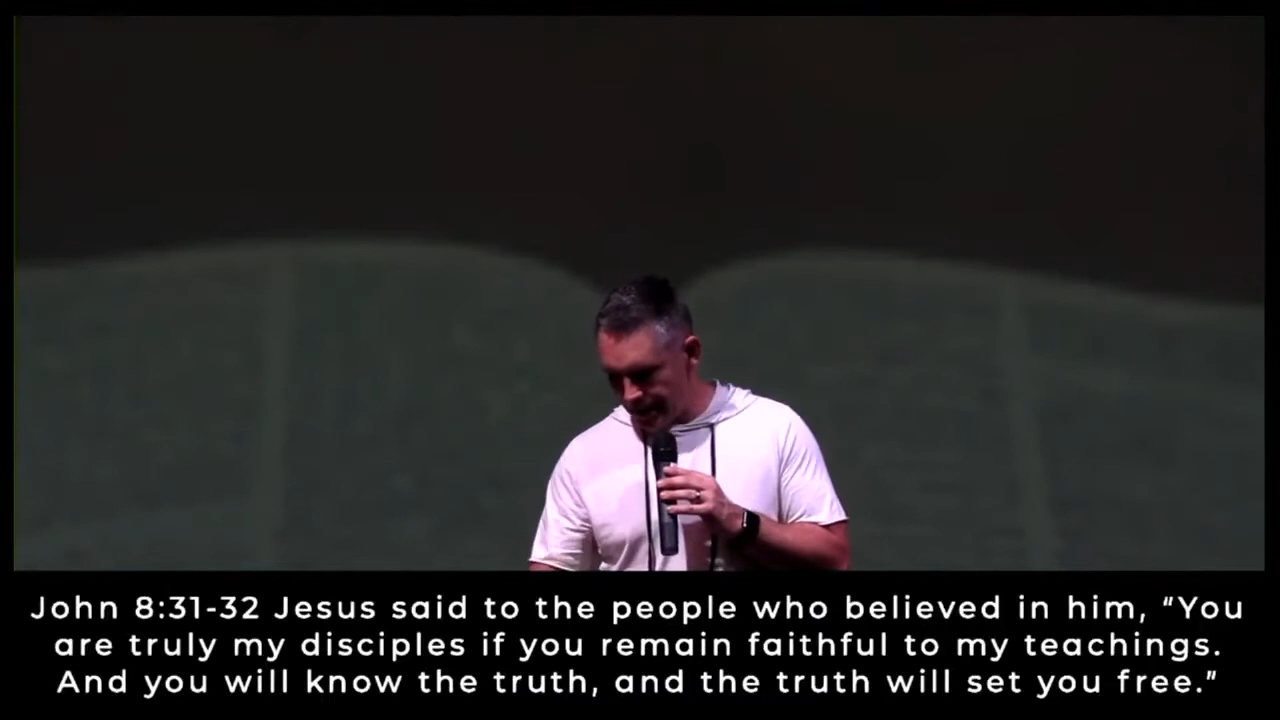 John 8:31-32 Jesus said to the people who believed in him, "You
are truly my disciples if you remain faithful to my teachings.
And you will know the truth, and the truth will set you free."